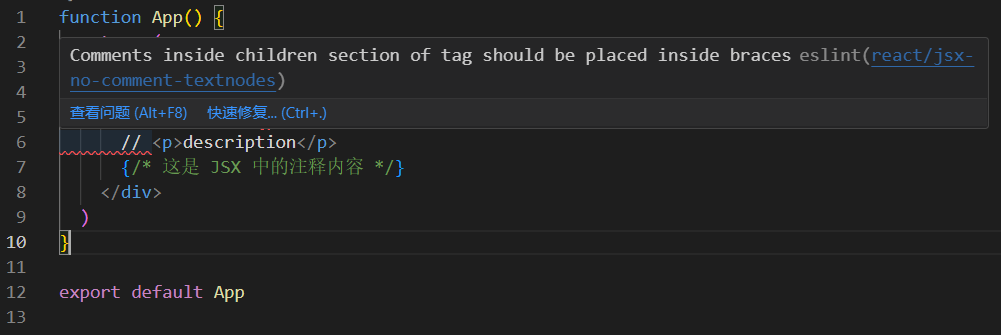 1 function App() {
2
3 Comments inside children section of tag should be placed inside braces eslint(react/jsx-
4 no-comment-textnodes)
5 查看问题 (Alt+F8) 快速修复... (Ctrl+.)
6 // <p>description</p>
7 {/* 这是 JSX 中的注释内容 */}
8 </div>
9 )
10 }
11
12 export default App
13